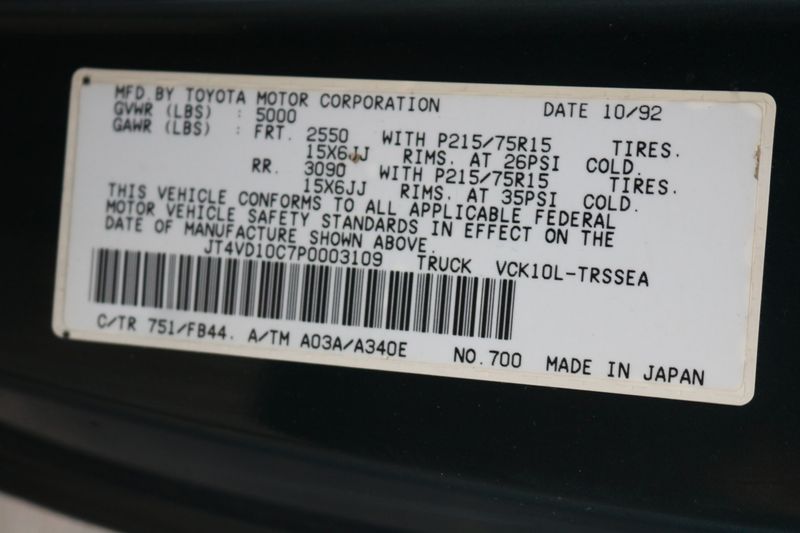 MFD. BY TOYOTA MOTOR CORPORATION DATE 10/92
GVWR (LBS) : 5000
GAWR (LBS) : FRT. 2550 WITH P215/75R15 TIRES.
15X6JJ RIMS. AT 26PSI COLD.
RR. 3090 WITH P215/75R15 TIRES.
15X6JJ RIMS. AT 35PSI COLD.
THIS VEHICLE CONFORMS TO ALL APPLICABLE FEDERAL
MOTOR VEHICLE SAFETY STANDARDS IN EFFECT ON THE
DATE OF MANUFACTURE SHOWN ABOVE.
JT4VD10C7P0003109 TRUCK VCK10L-TRSSEA
C/TR 751/FB44. A/TM A03A/A340E NO.700 MADE IN JAPAN